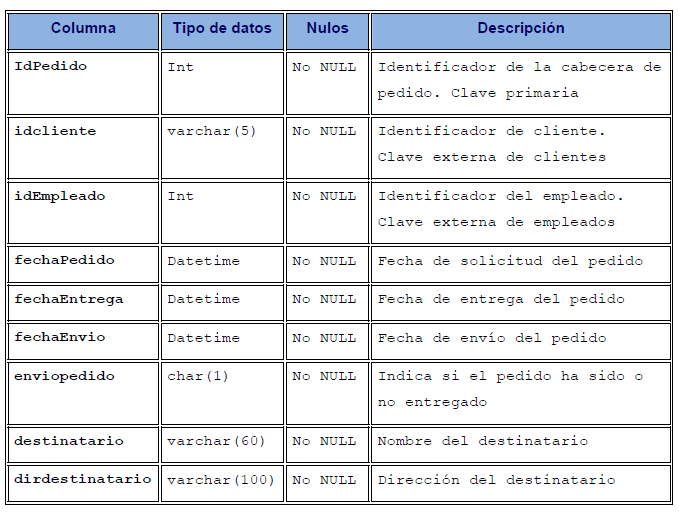 Columna Tipo de datos Nulos Descripción
IdPedido Int No NULL Identificador de la cabecera de
pedido. Clave primaria
idcliente varchar(5) No NULL Identificador de cliente.
Clave externa de clientes
idEmpleado Int No NULL Identificador del empleado.
Clave externa de empleados
fechaPedido Datetime No NULL Fecha de solicitud del pedido
fechaEntrega Datetime No NULL Fecha de entrega del pedido
fechaEnvio Datetime No NULL Fecha de envío del pedido
enviopedido char(1) No NULL Indica si el pedido ha sido o
no entregado
destinatario varchar(60) No NULL Nombre del destinatario
dirdestinatario varchar(100) No NULL Dirección del destinatario